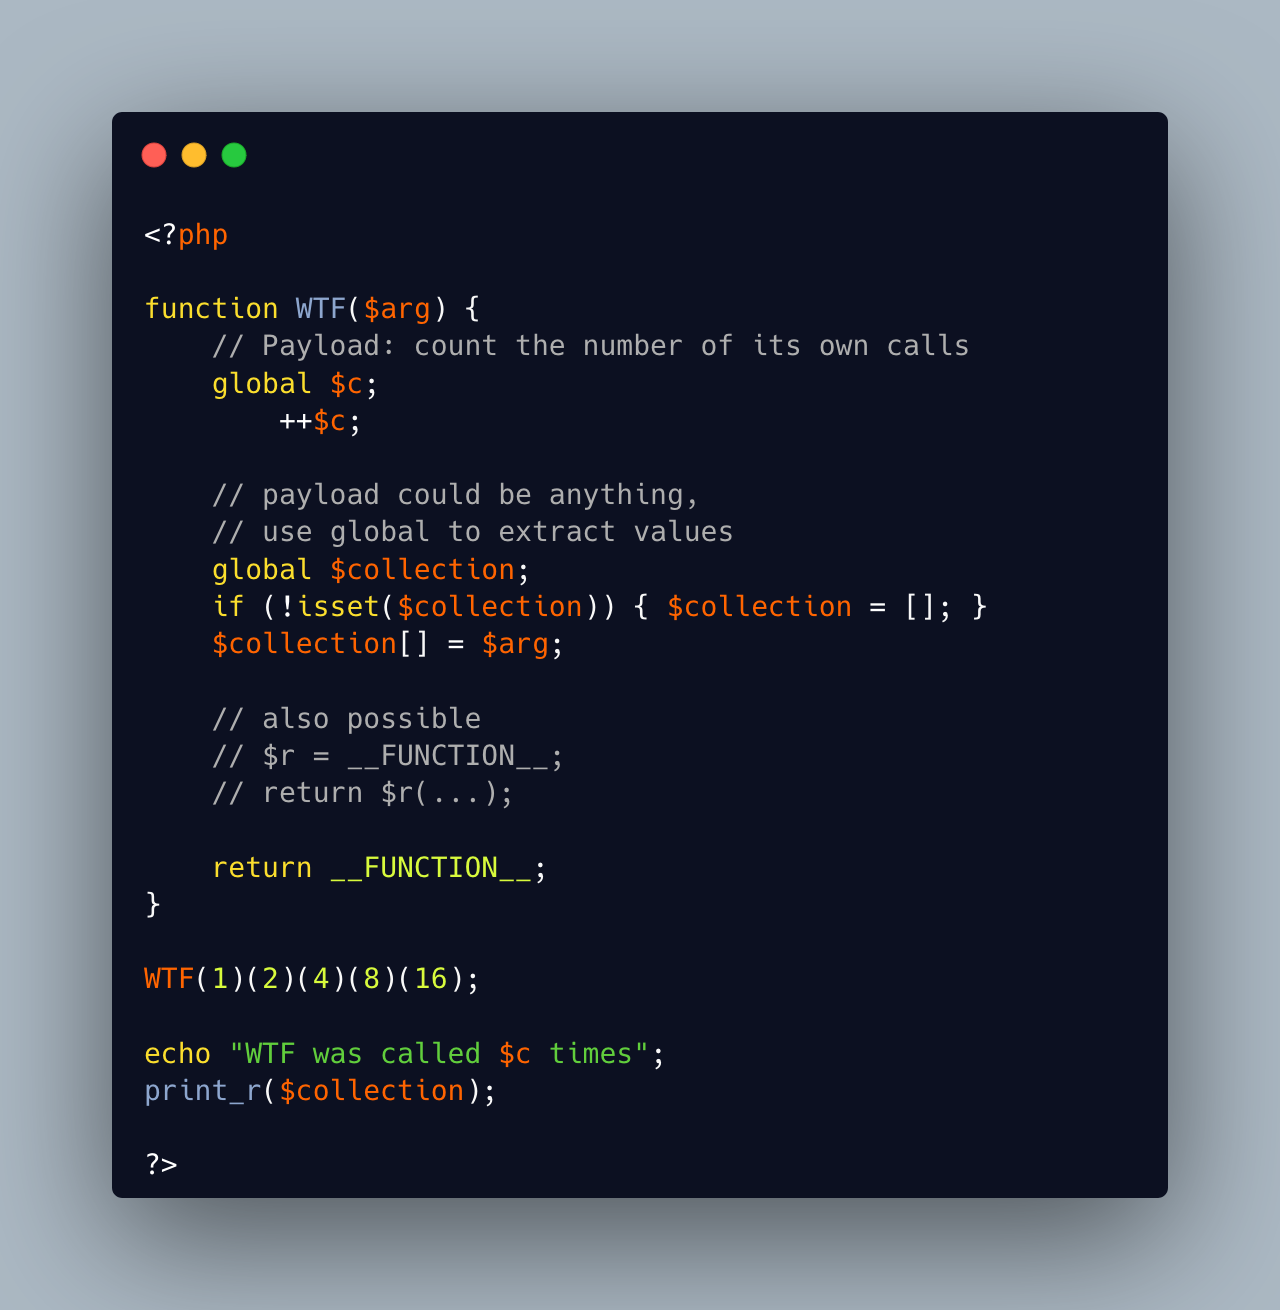 <?php
function WTF($arg) {
    // Payload: count the number of its own calls
    global $c;
        ++$c;
    // payload could be anything,
    // use global to extract values
    global $collection;
    if (!isset($collection)) { $collection = []; }
    $collection[] = $arg;
    // also possible
    // $r = __FUNCTION__;
    // return $r(...);
    return __FUNCTION__;
}
WTF(1)(2)(4)(8)(16);
echo "WTF was called $c times";
print_r($collection);
?>